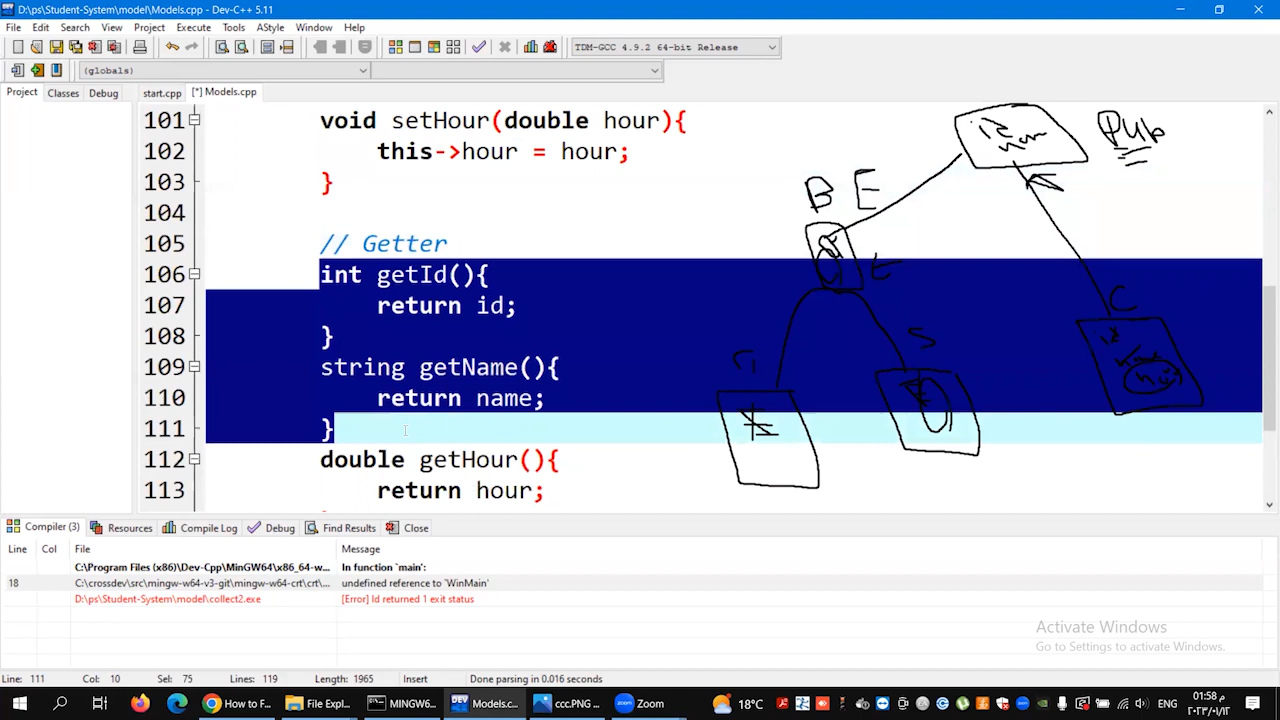 D:\ps\Student-System\model\Models.cpp - Dev-C++ 5.11
File Edit Search View Project Execute Tools AStyle Window Help
TDM-GCC 4.9.2 64-bit Release
(globals)
Project Classes Debug start.cpp [*] Models.cpp
101 void setHour(double hour){
102 this->hour = hour;
103 }
104
105 // Getter
106 int getId(){
107 return id;
108 }
109 string getName(){
110 return name;
111 }
112 double getHour(){
113 return hour;
Pub
B E
t
C
S
Compiler (3) Resources Compile Log Debug Find Results Close
Line Col File Message
C:\Program Files (x86)\Dev-Cpp\MinGW64\x86_64-w... In function `main':
18 C:\crossdev\src\mingw-w64-v3-git\mingw-w64-crt\crt\... undefined reference to `WinMain'
D:\ps\Student-System\model\collect2.exe [Error] ld returned 1 exit status
Activate Windows
Go to Settings to activate Windows.
Line: 111 Col: 10 Sel: 75 Lines: 119 Length: 1965 Insert Done parsing in 0.016 seconds
How to F... File Expl... MINGW6... Models.c... ccc.PNG ... Zoom 18°C ENG
٠١:٥٨ م
٢٠٢٣/٠١/١٢